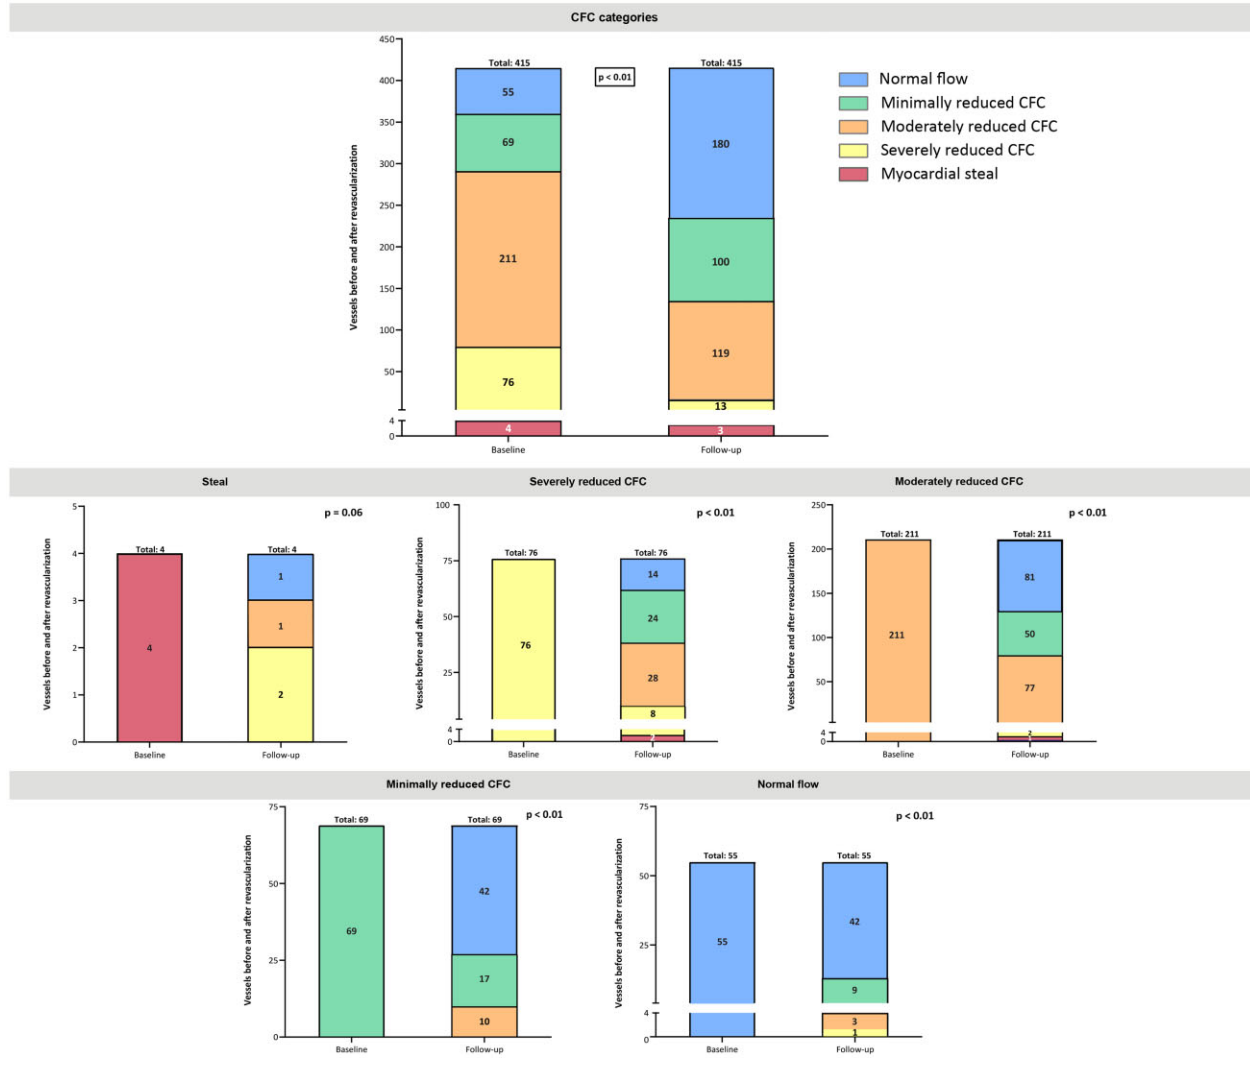 CFC categories
Vessels before and after revascularization
450
400
350
300
250
200
150
100
50
4
0
Total: 415
55
69
211
76
4
Baseline
p < 0.01
Total: 415
180
100
119
13
3
Follow-up
Normal flow
Minimally reduced CFC
Moderately reduced CFC
Severely reduced CFC
Myocardial steal
Steal
Severely reduced CFC
Moderately reduced CFC
Vessels before and after revascularization
5
4
3
2
1
0
p = 0.06
Total: 4
4
Baseline
Total: 4
1
1
2
Follow-up
Vessels before and after revascularization
100
75
50
25
4
0
p < 0.01
Total: 76
76
Baseline
Total: 76
14
24
28
8
2
Follow-up
Vessels before and after revascularization
250
200
150
100
50
4
0
p < 0.01
Total: 211
211
Baseline
Total: 211
81
50
77
2
Follow-up
Minimally reduced CFC
Normal flow
Vessels before and after revascularization
75
50
25
0
p < 0.01
Total: 69
69
Baseline
Total: 69
42
17
10
Follow-up
Vessels before and after revascularization
75
50
25
4
0
p < 0.01
Total: 55
55
Baseline
Total: 55
42
9
3
1
Follow-up